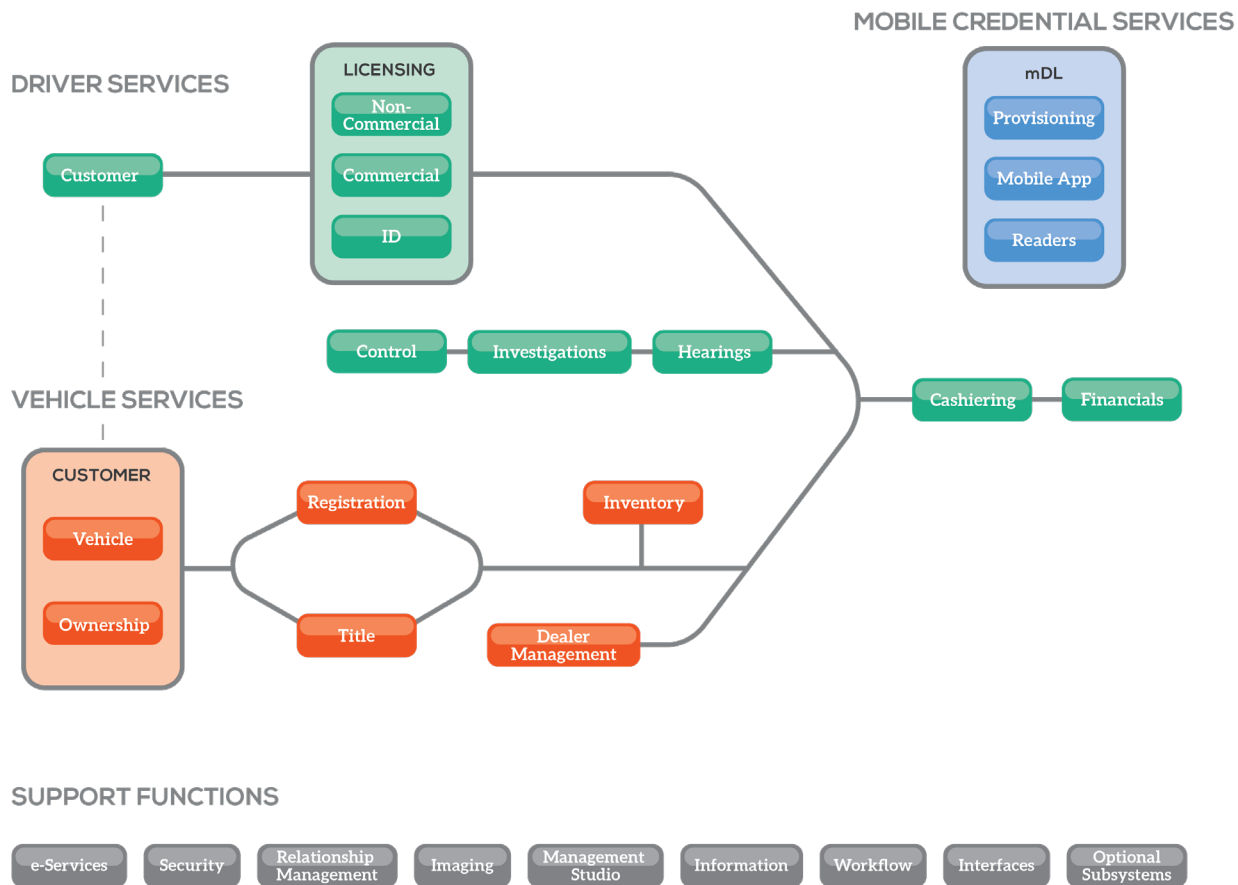 MOBILE CREDENTIAL SERVICES
DRIVER SERVICES
LICENSING
Non-
Commercial
Commercial
ID
Customer
mDL
Provisioning
Mobile App
Readers
Control
Investigations
Hearings
Cashiering
Financials
VEHICLE SERVICES
CUSTOMER
Vehicle
Ownership
Registration
Title
Inventory
Dealer
Management
SUPPORT FUNCTIONS
e-Services
Security
Relationship
Management
Imaging
Management
Studio
Information
Workflow
Interfaces
Optional
Subsystems